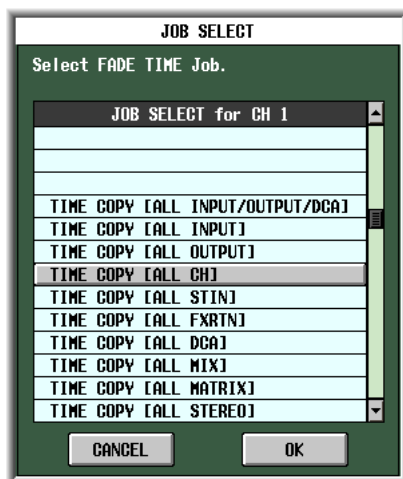 JOB SELECT
Select FADE TIME Job.
JOB SELECT for CH 1
TIME COPY [ALL INPUT/OUTPUT/DCA]
TIME COPY [ALL INPUT]
TIME COPY [ALL OUTPUT]
TIME COPY [ALL CH]
TIME COPY [ALL STIN]
TIME COPY [ALL FXRTN]
TIME COPY [ALL DCA]
TIME COPY [ALL MIX]
TIME COPY [ALL MATRIX]
TIME COPY [ALL STEREO]
CANCEL OK